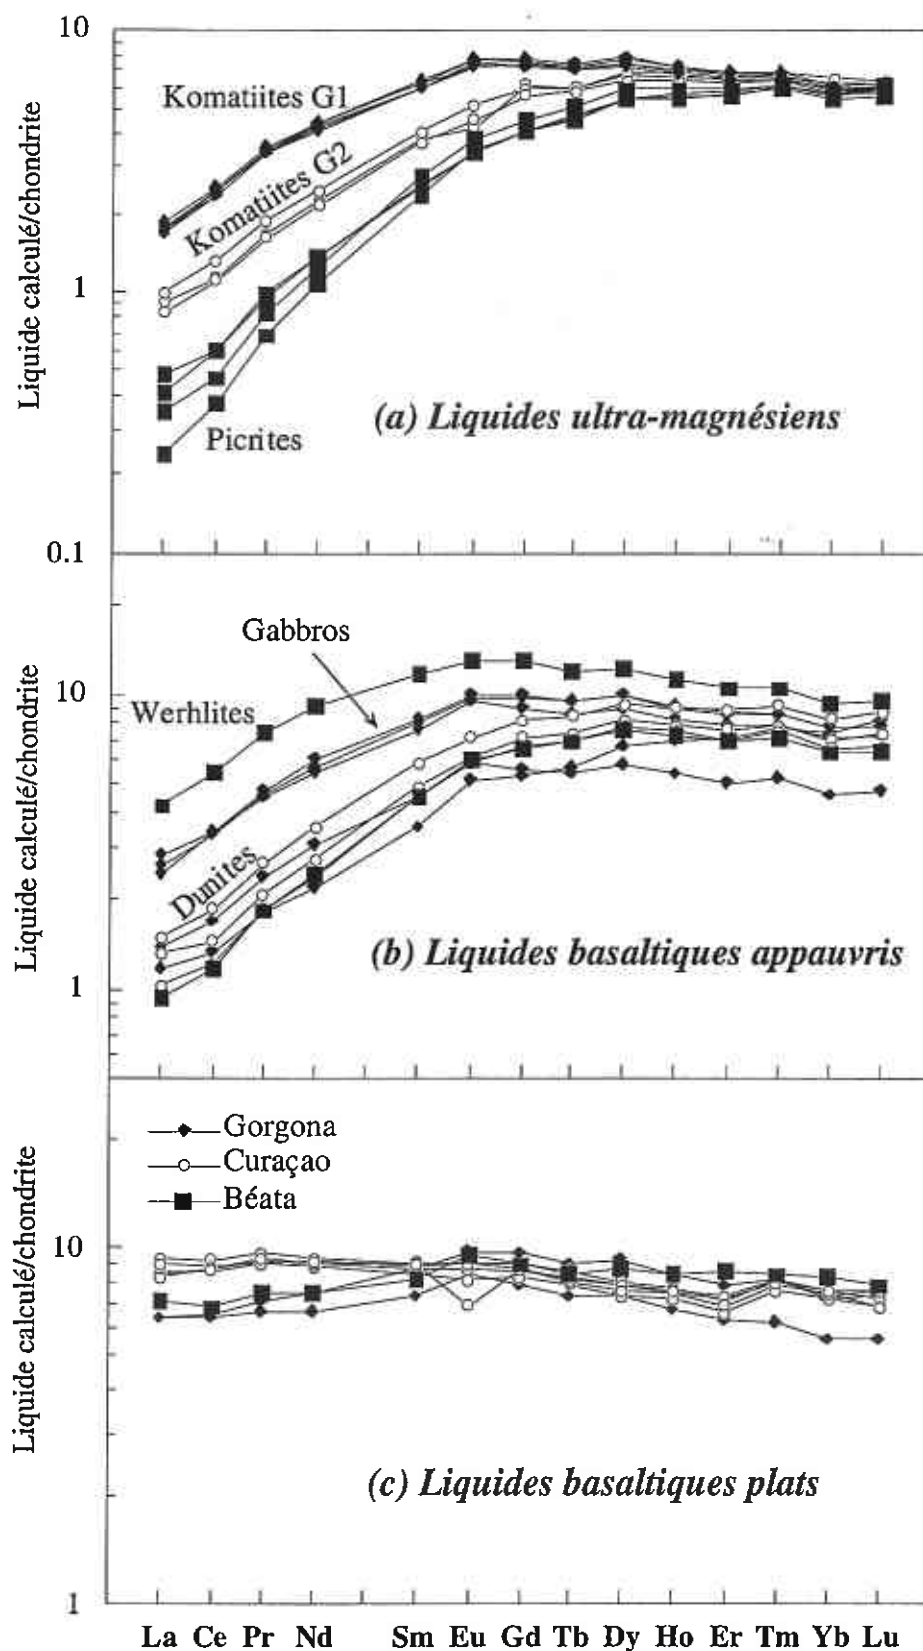 10
Komatiites G1
Komatiites G2
1
Liquide calculé/chondrite
(a) Liquides ultra-magnésiens
Picrites
0.1
Gabbros
Werhlites
10
Liquide calculé/chondrite
Dunites
(b) Liquides basaltiques appauvris
1
Gorgona
Curaçao
Béata
Liquide calculé/chondrite
10
(c) Liquides basaltiques plats
1
La Ce Pr Nd Sm Eu Gd Tb Dy Ho Er Tm Yb Lu